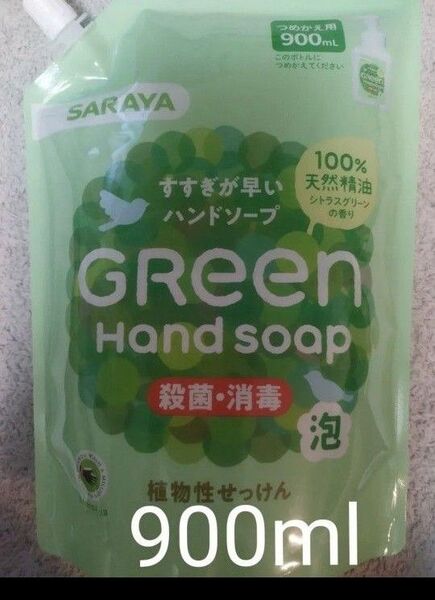 つめかえ用
900mL
このボトルに
つめかえてください
SARAYA
100%
天然精油
シトラスグリーン
の香り
すすぎが早い
ハンドソープ
GReen
Hand soap
殺菌・消毒
泡
植物性せっけん
900ml